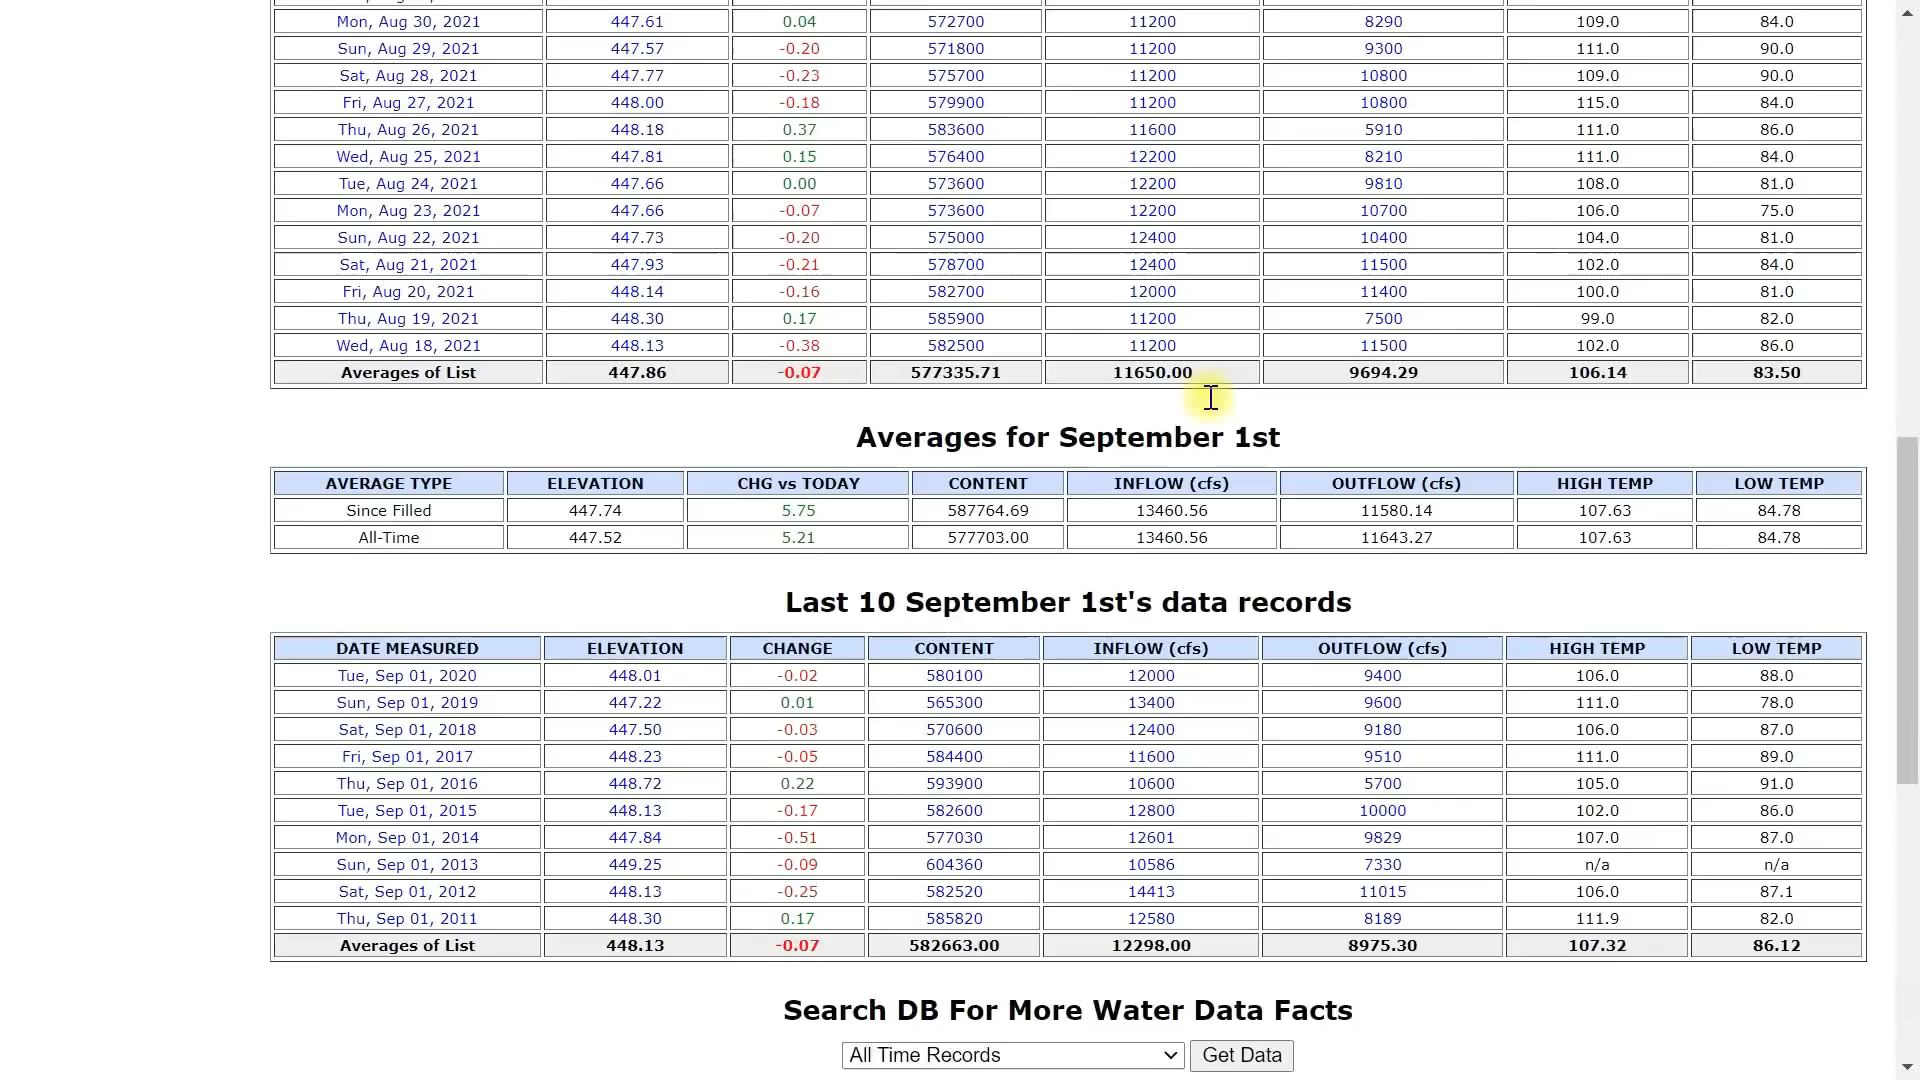 Mon, Aug 30, 2021 447.61 0.04 572700 11200 8290 109.0 84.0
Sun, Aug 29, 2021 447.57 -0.20 571800 11200 9300 111.0 90.0
Sat, Aug 28, 2021 447.77 -0.23 575700 11200 10800 109.0 90.0
Fri, Aug 27, 2021 448.00 -0.18 579900 11200 10800 115.0 84.0
Thu, Aug 26, 2021 448.18 0.37 583600 11600 5910 111.0 86.0
Wed, Aug 25, 2021 447.81 0.15 576400 12200 8210 111.0 84.0
Tue, Aug 24, 2021 447.66 0.00 573600 12200 9810 108.0 81.0
Mon, Aug 23, 2021 447.66 -0.07 573600 12200 10700 106.0 75.0
Sun, Aug 22, 2021 447.73 -0.20 575000 12400 10400 104.0 81.0
Sat, Aug 21, 2021 447.93 -0.21 578700 12400 11500 102.0 84.0
Fri, Aug 20, 2021 448.14 -0.16 582700 12000 11400 100.0 81.0
Thu, Aug 19, 2021 448.30 0.17 585900 11200 7500 99.0 82.0
Wed, Aug 18, 2021 448.13 -0.38 582500 11200 11500 102.0 86.0
Averages of List 447.86 -0.07 577335.71 11650.00 9694.29 106.14 83.50
Averages for September 1st
AVERAGE TYPE ELEVATION CHG vs TODAY CONTENT INFLOW (cfs) OUTFLOW (cfs) HIGH TEMP LOW TEMP
Since Filled 447.74 5.75 587764.69 13460.56 11580.14 107.63 84.78
All-Time 447.52 5.21 577703.00 13460.56 11643.27 107.63 84.78
Last 10 September 1st's data records
DATE MEASURED ELEVATION CHANGE CONTENT INFLOW (cfs) OUTFLOW (cfs) HIGH TEMP LOW TEMP
Tue, Sep 01, 2020 448.01 -0.02 580100 12000 9400 106.0 88.0
Sun, Sep 01, 2019 447.22 0.01 565300 13400 9600 111.0 78.0
Sat, Sep 01, 2018 447.50 -0.03 570600 12400 9180 106.0 87.0
Fri, Sep 01, 2017 448.23 -0.05 584400 11600 9510 111.0 89.0
Thu, Sep 01, 2016 448.72 0.22 593900 10600 5700 105.0 91.0
Tue, Sep 01, 2015 448.13 -0.17 582600 12800 10000 102.0 86.0
Mon, Sep 01, 2014 447.84 -0.51 577030 12601 9829 107.0 87.0
Sun, Sep 01, 2013 449.25 -0.09 604360 10586 7330 n/a n/a
Sat, Sep 01, 2012 448.13 -0.25 582520 14413 11015 106.0 87.1
Thu, Sep 01, 2011 448.30 0.17 585820 12580 8189 111.9 82.0
Averages of List 448.13 -0.07 582663.00 12298.00 8975.30 107.32 86.12
Search DB For More Water Data Facts
All Time Records Get Data